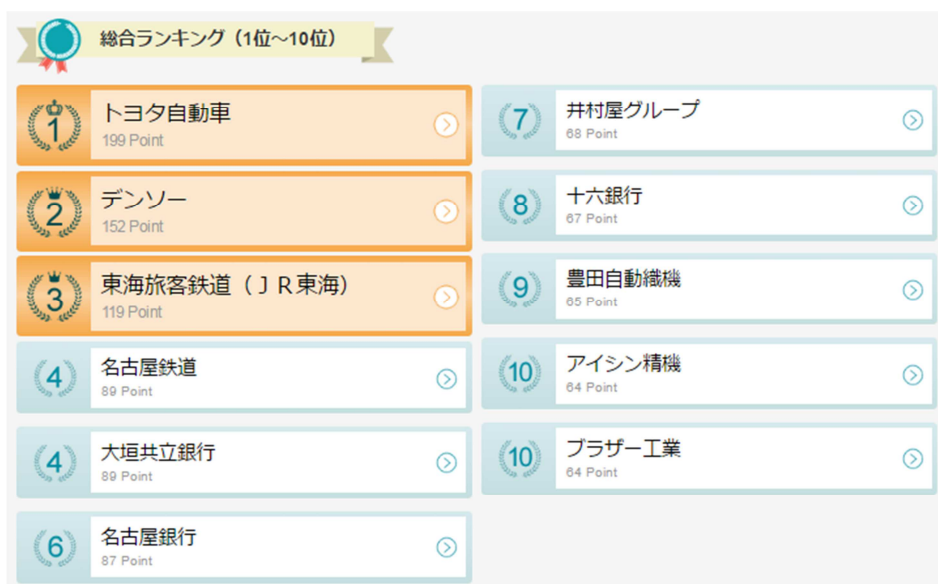 総合ランキング（1位～10位）
1
トヨタ自動車
199 Point
2
デンソー
152 Point
3
東海旅客鉄道（ＪＲ東海）
119 Point
4
名古屋鉄道
89 Point
4
大垣共立銀行
89 Point
6
名古屋銀行
87 Point
7
井村屋グループ
68 Point
8
十六銀行
67 Point
9
豊田自動織機
65 Point
10
アイシン精機
64 Point
10
ブラザー工業
64 Point